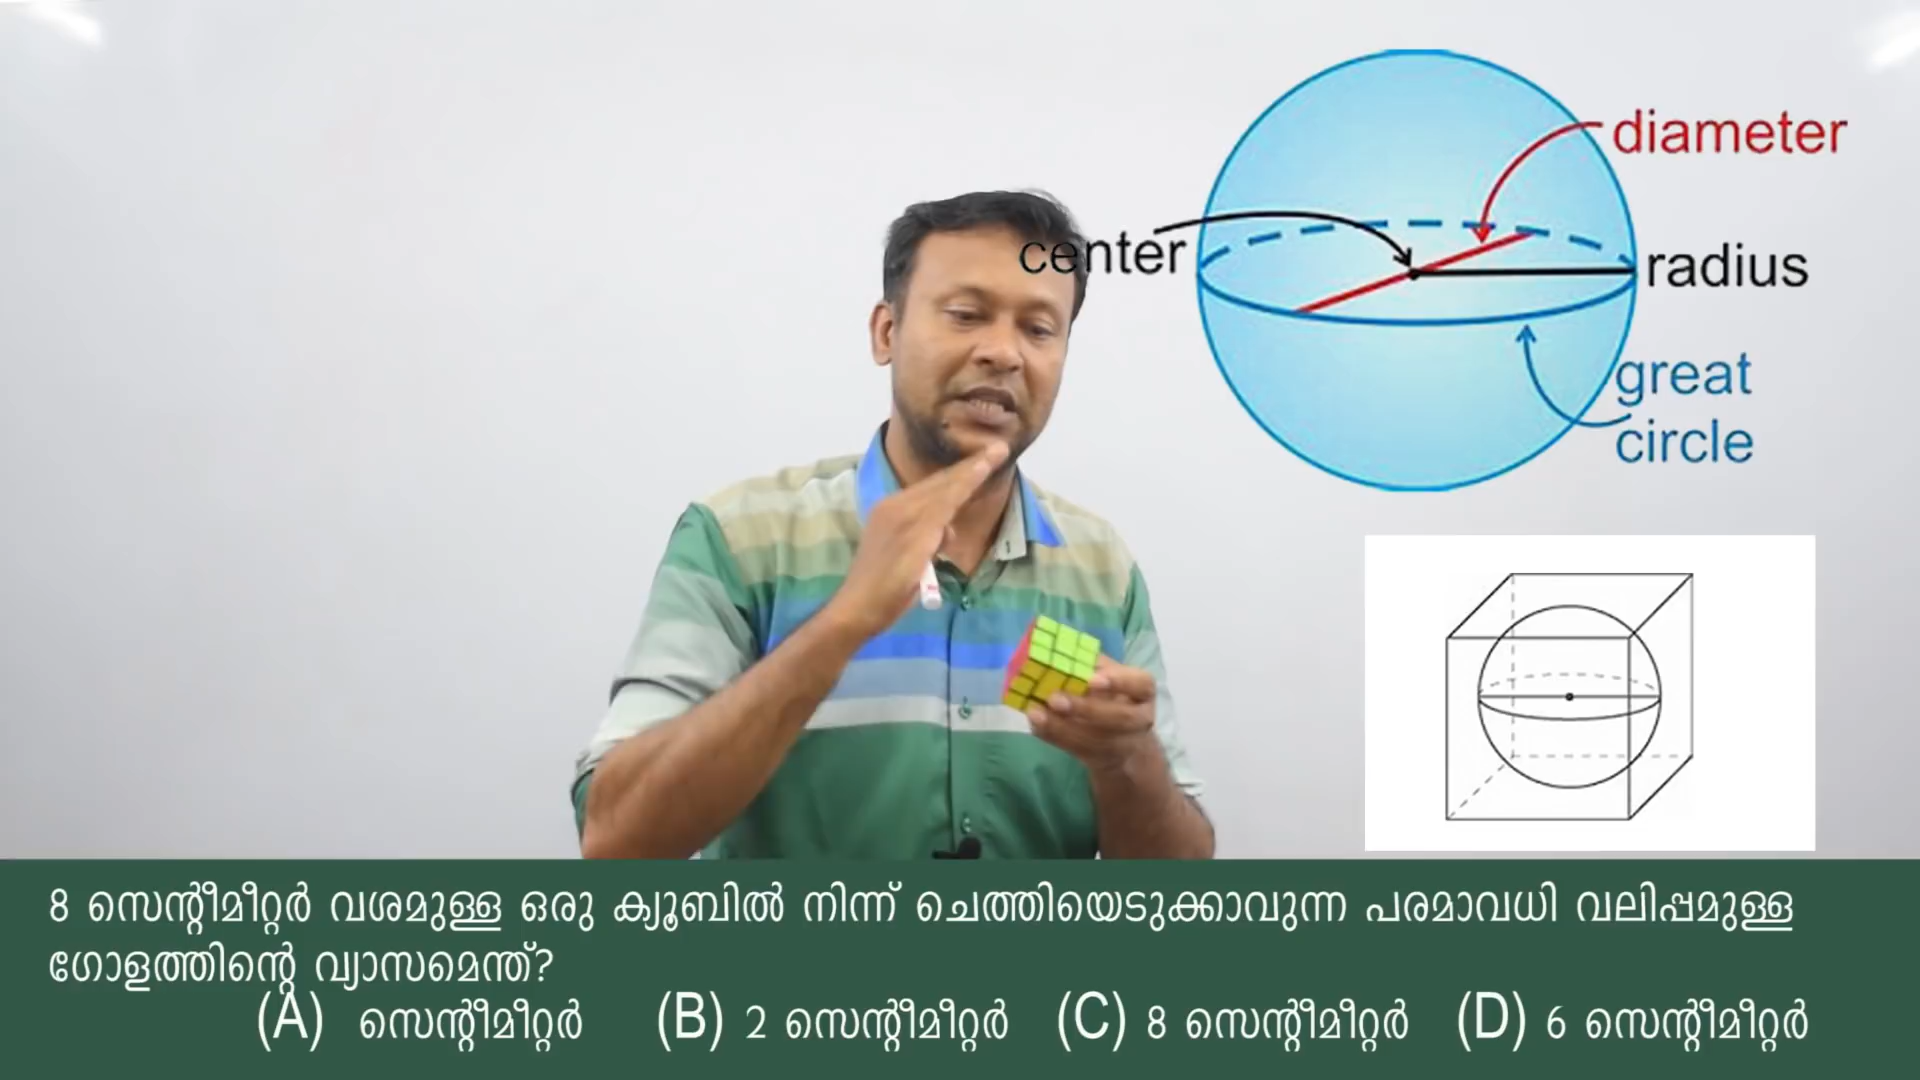 diameter
center
radius
great
circle
8 സെന്റീമീറ്റർ വശമുള്ള ഒരു ക്യൂബിൽ നിന്ന് ചെത്തിയെടുക്കാവുന്ന പരമാവധി വലിപ്പമുള്ള
ഗോളത്തിന്റെ വ്യാസമെന്ത്?
(A) സെന്റീമീറ്റർ (B) 2 സെന്റീമീറ്റർ (C) 8 സെന്റീമീറ്റർ (D) 6 സെന്റീമീറ്റർ